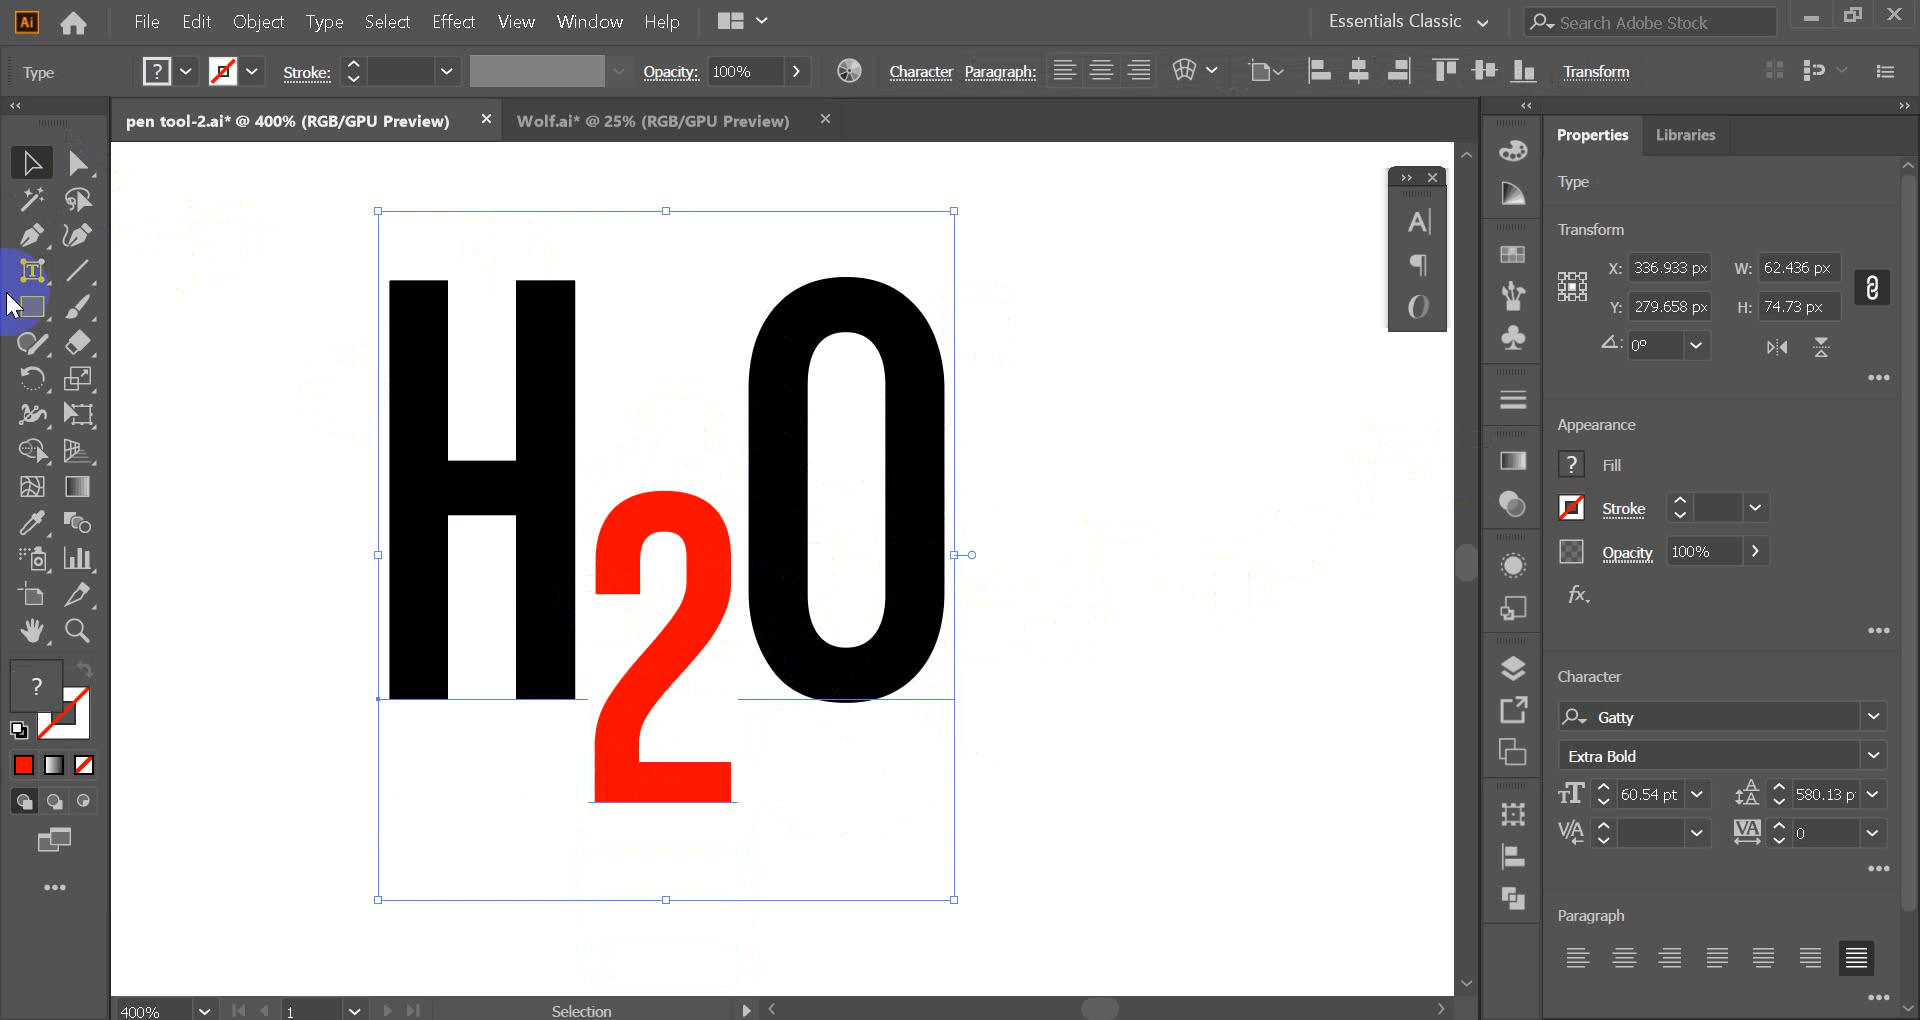 Ai File Edit Object Type Select Effect View Window Help Essentials Classic Search Adobe Stock
Type ? Stroke: Opacity: 100% Character Paragraph: Transform
pen tool-2.ai* @ 400% (RGB/GPU Preview) Wolf.ai* @ 25% (RGB/GPU Preview)
Properties Libraries
Type
Transform
X: 336.933 px W: 62.436 px
Y: 279.658 px H: 74.73 px
0°
H2O
Appearance
? Fill
Stroke
Opacity 100%
fx.
Character
?
Gatty
Extra Bold
60.54 pt 580.13 p
0
Paragraph
400% 1 Selection